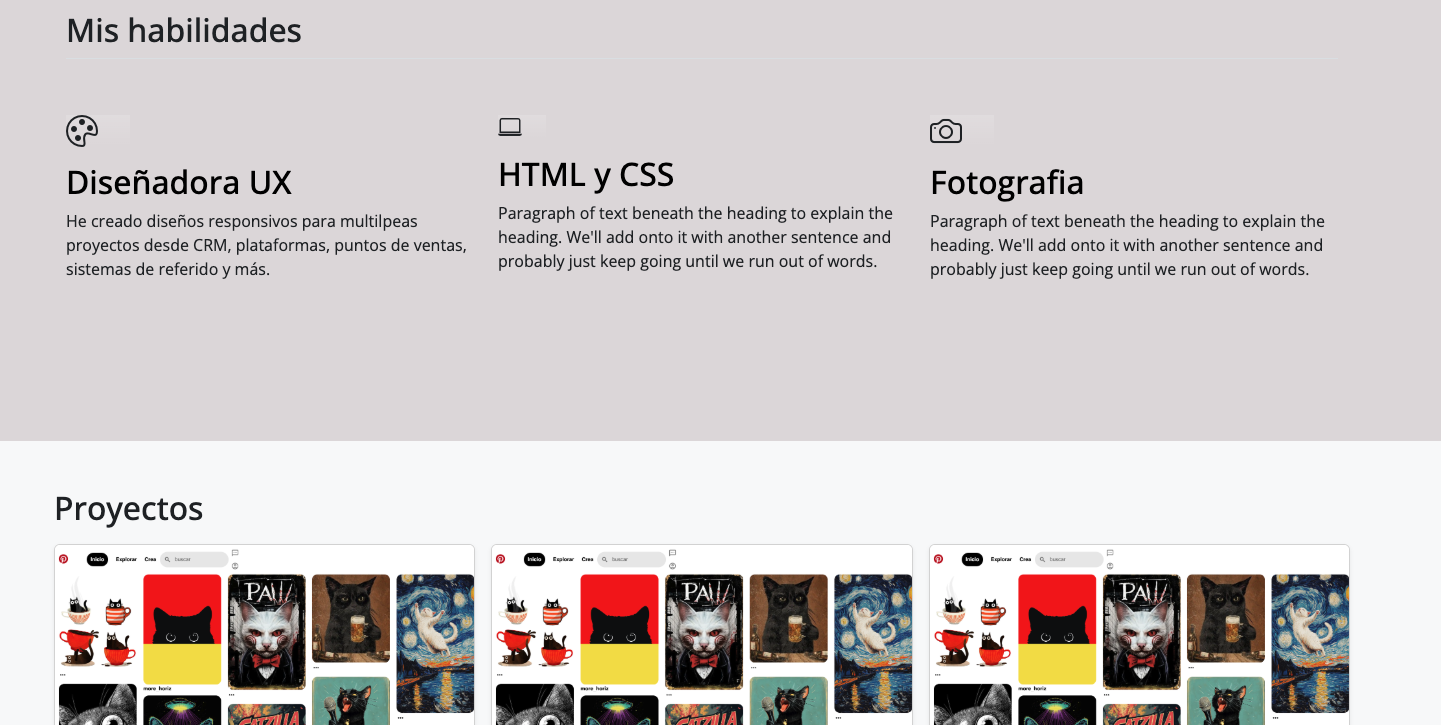 Mis habilidades
Diseñadora UX
He creado diseños responsivos para multilpeas
proyectos desde CRM, plataformas, puntos de ventas,
sistemas de referido y más.
HTML y CSS
Paragraph of text beneath the heading to explain the
heading. We'll add onto it with another sentence and
probably just keep going until we run out of words.
Fotografia
Paragraph of text beneath the heading to explain the
heading. We'll add onto it with another sentence and
probably just keep going until we run out of words.
Proyectos
Inicio Explorar Crea buscar
PAW
more_horiz
Inicio Explorar Crea buscar
PAW
more_horiz
Inicio Explorar Crea buscar
PAW
more_horiz